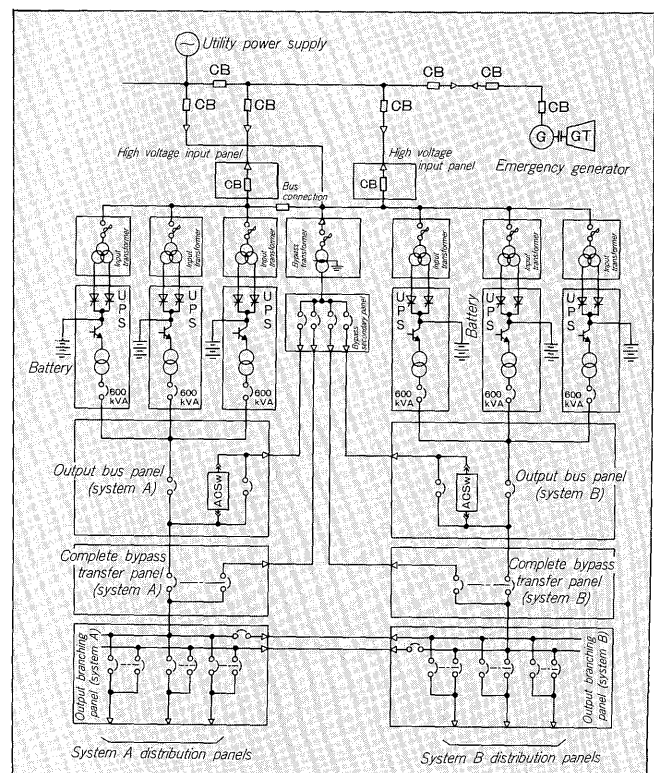 Utility power supply
CB
CB
CB
CB
CB
CB
CB
G
GT
Emergency generator
High voltage input panel
High voltage
input panel
CB
CB
Bus
connection
Input
transformer
Input
transformer
Input
transformer
Bypass
transformer
Input
transformer
Input
transformer
Input
transformer
UPS
UPS
UPS
Bypass
secondary panel
UPS
UPS
UPS
Battery
Battery
600
kVA
600
kVA
600
kVA
600
kVA
600
kVA
600
kVA
Output bus panel
(system A)
ACSw
ACSw
Output bus panel
(system B)
Complete bypass
transfer panel
(system A)
Complete bypass
transfer panel
(system B)
Output branching
panel (system A)
Output branching
panel (system B)
System A distribution panels
System B distribution panels